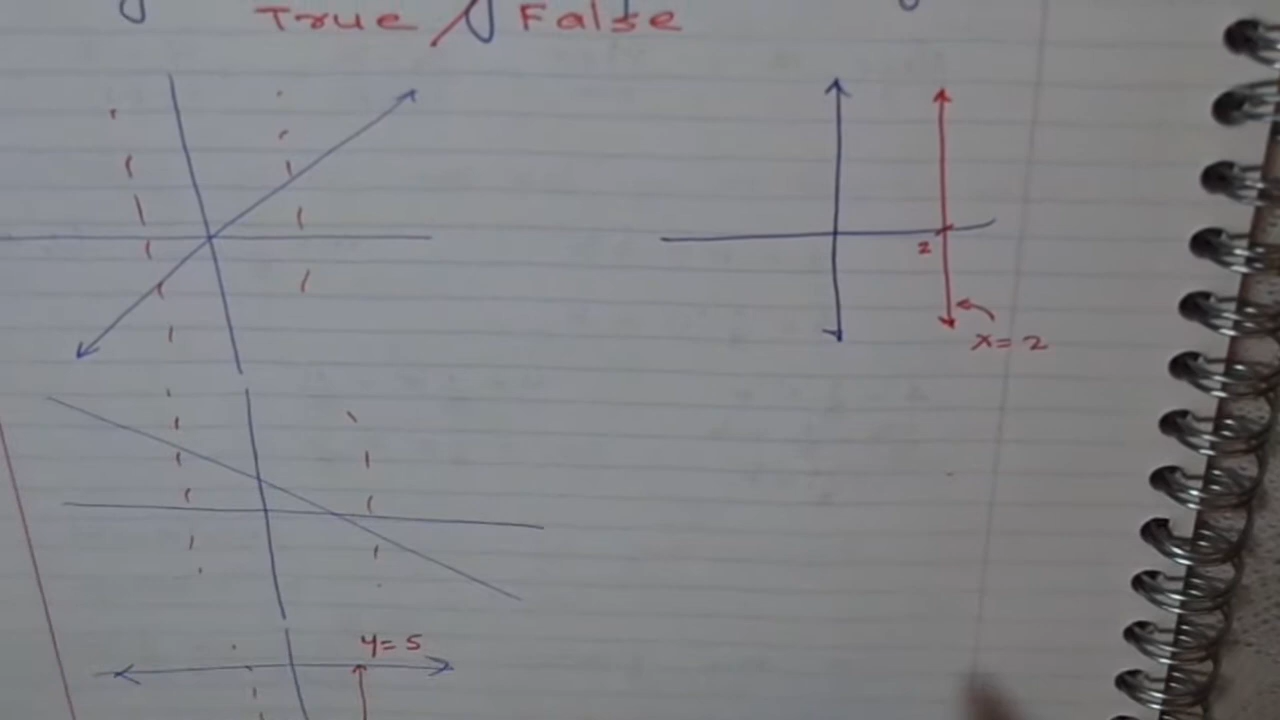 True / False
2
x = 2
y = 5